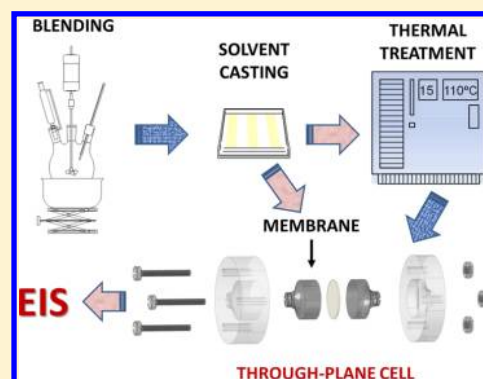 BLENDING
SOLVENT
CASTING
THERMAL
TREATMENT
15 110ºC
MEMBRANE
EIS
THROUGH-PLANE CELL